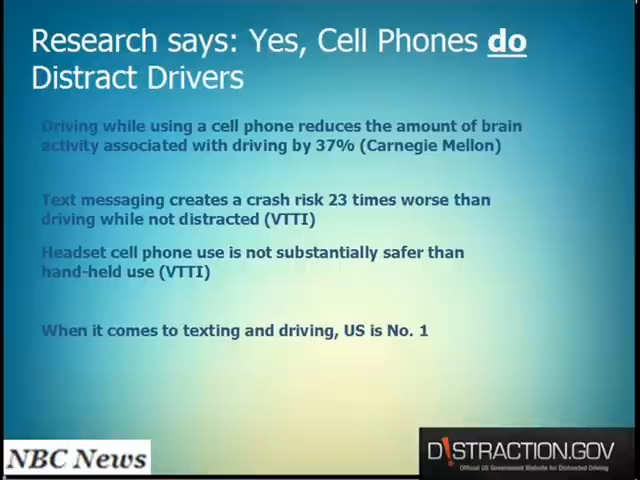 Research says: Yes, Cell Phones do
Distract Drivers
Driving while using a cell phone reduces the amount of brain
activity associated with driving by 37% (Carnegie Mellon)
Text messaging creates a crash risk 23 times worse than
driving while not distracted (VTTI)
Headset cell phone use is not substantially safer than
hand-held use (VTTI)
When it comes to texting and driving, US is No. 1
NBC News
D!STRACTION.GOV
Official US Government Website for Distracted Driving